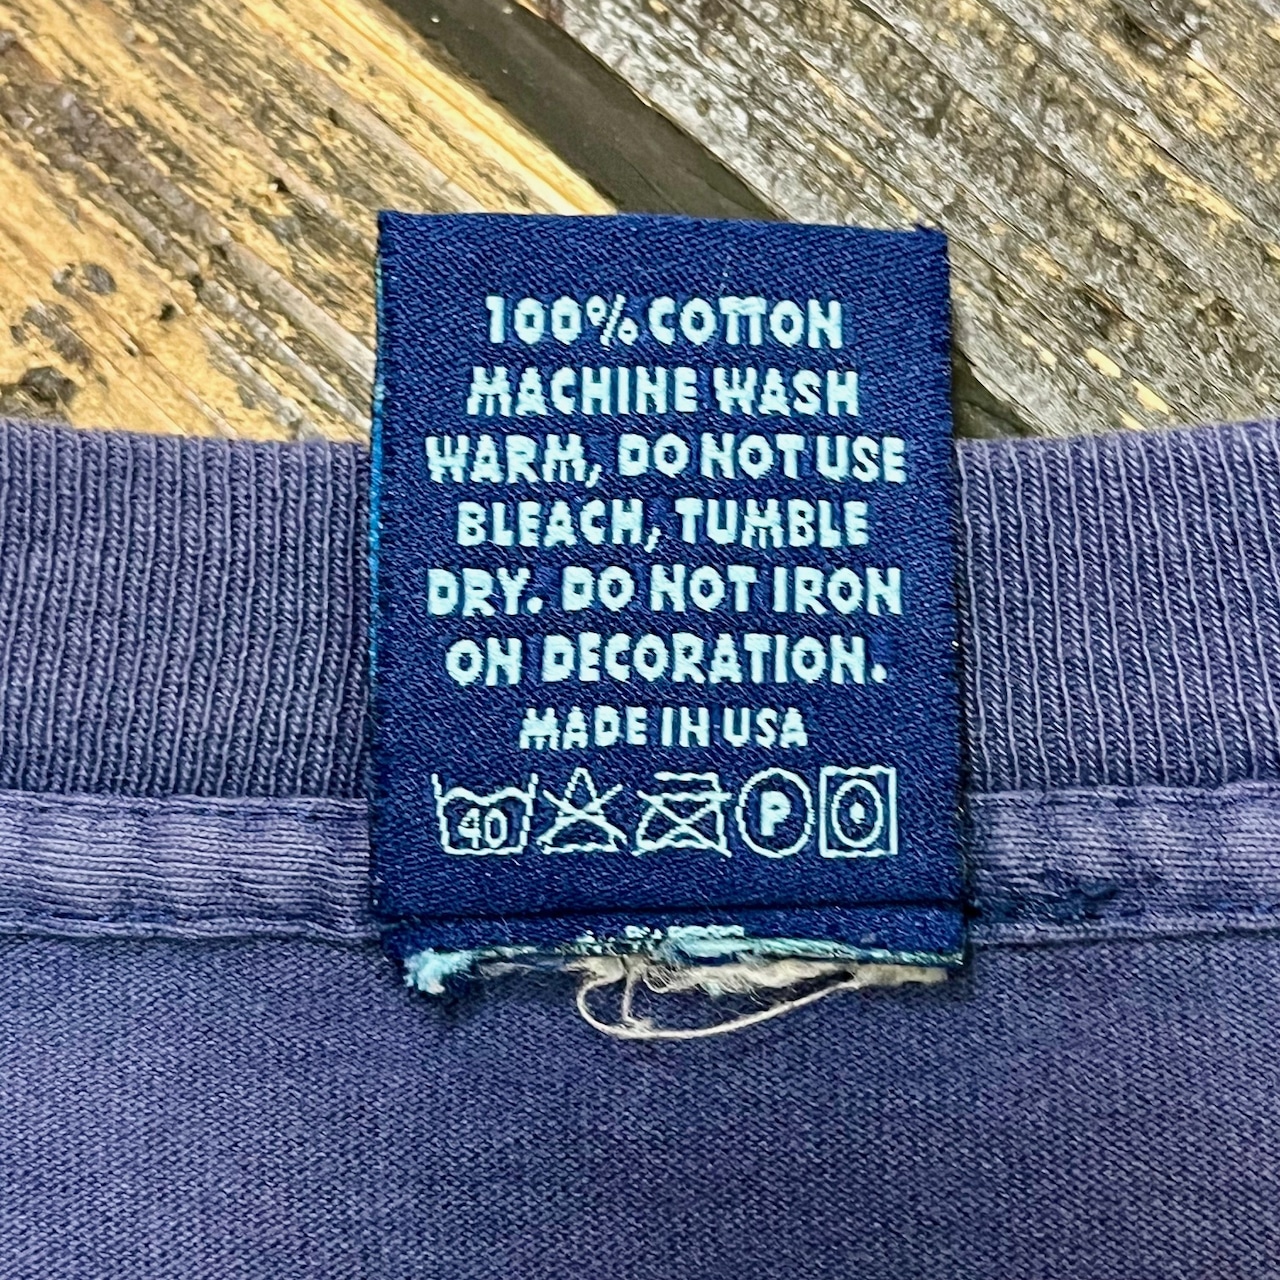 100% COTTON
MACHINE WASH
WARM, DO NOT USE
BLEACH, TUMBLE
DRY. DO NOT IRON
ON DECORATION.
MADE IN USA
40 P